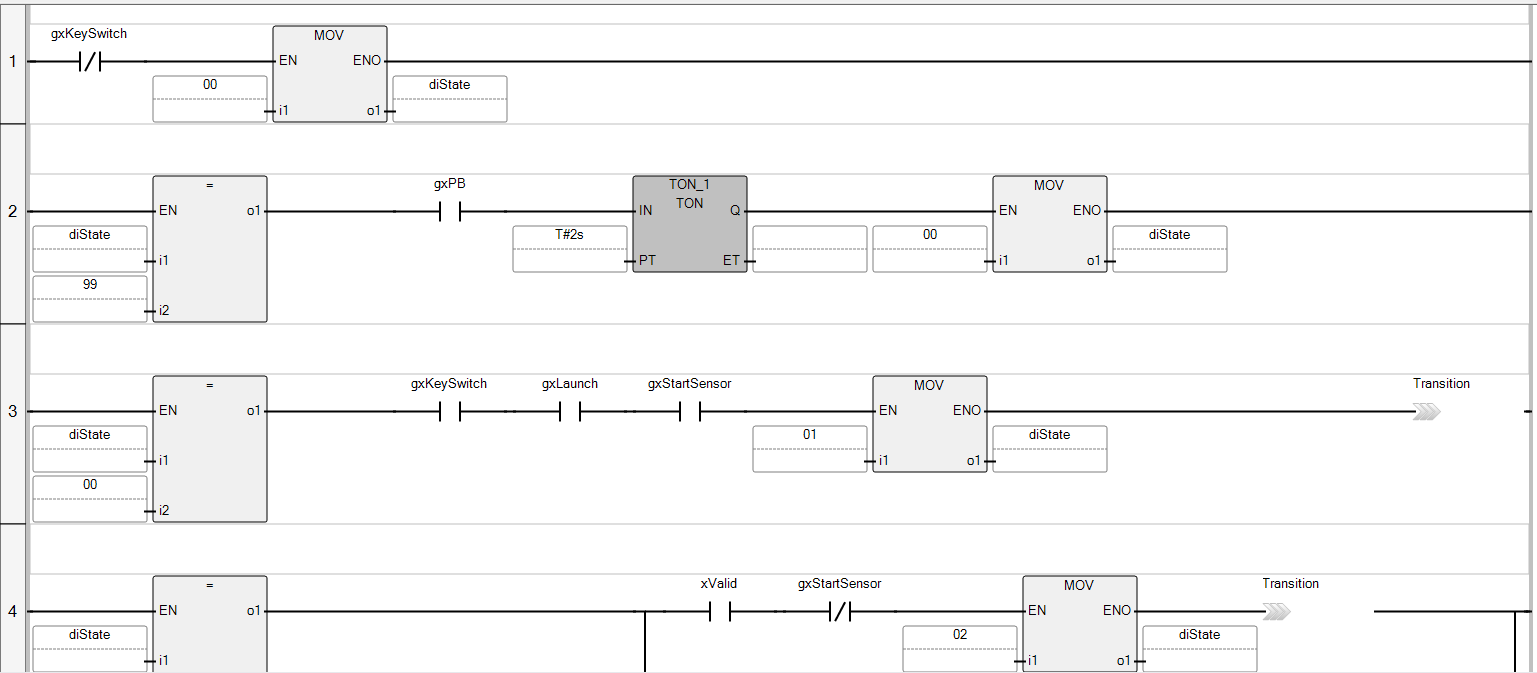 gxKeySwitch
MOV
1
EN ENO
00
diState
i1 o1
=
gxPB
TON_1
TON
MOV
2
EN o1
IN Q
EN ENO
diState
T#2s
00
diState
i1
PT ET
i1 o1
99
i2
=
gxKeySwitch
gxLaunch
gxStartSensor
MOV
Transition
3
EN o1
EN ENO
diState
01
diState
i1
i1 o1
00
i2
=
xValid
gxStartSensor
MOV
Transition
4
EN o1
EN ENO
diState
02
diState
i1
i1 o1